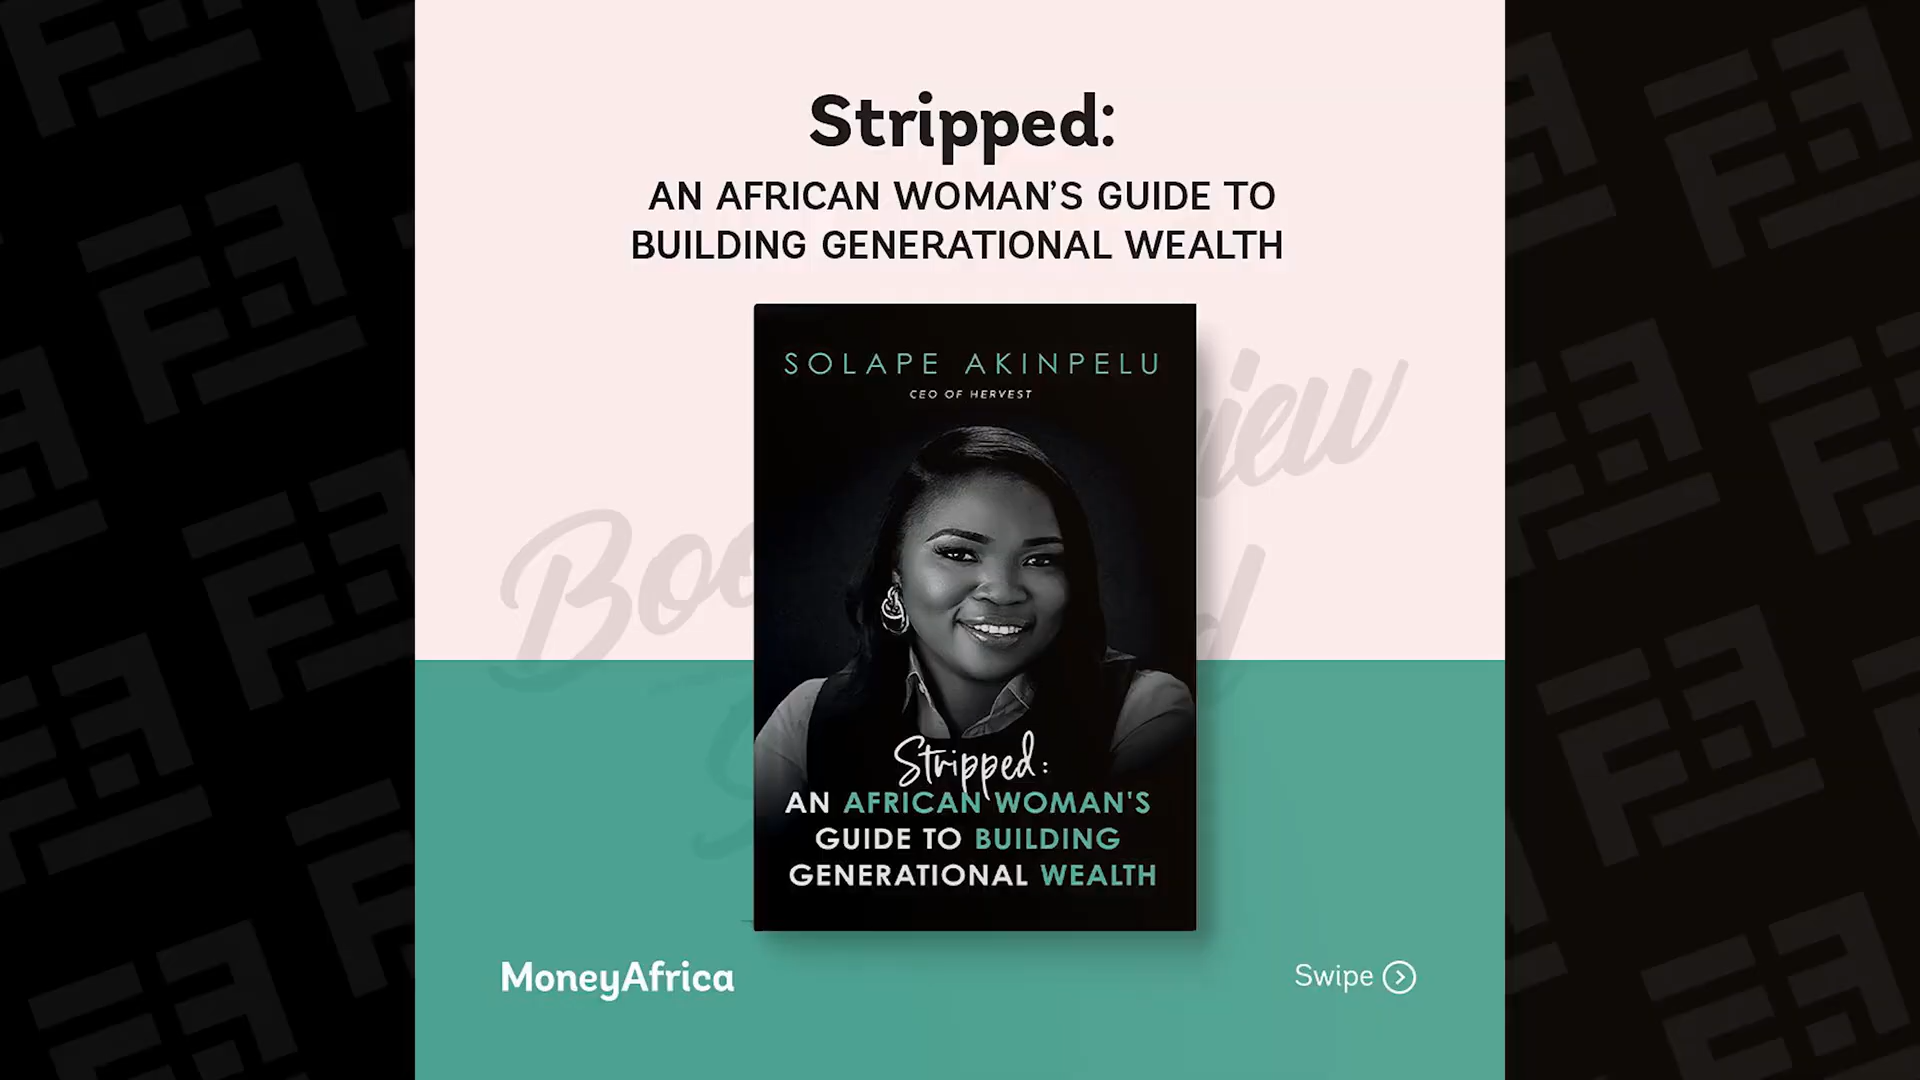 Stripped:
AN AFRICAN WOMAN’S GUIDE TO
BUILDING GENERATIONAL WEALTH
SOLAPE AKINPELU
CEO OF HERVEST
Stripped:
AN AFRICAN WOMAN'S
GUIDE TO BUILDING
GENERATIONAL WEALTH
MoneyAfrica
Swipe